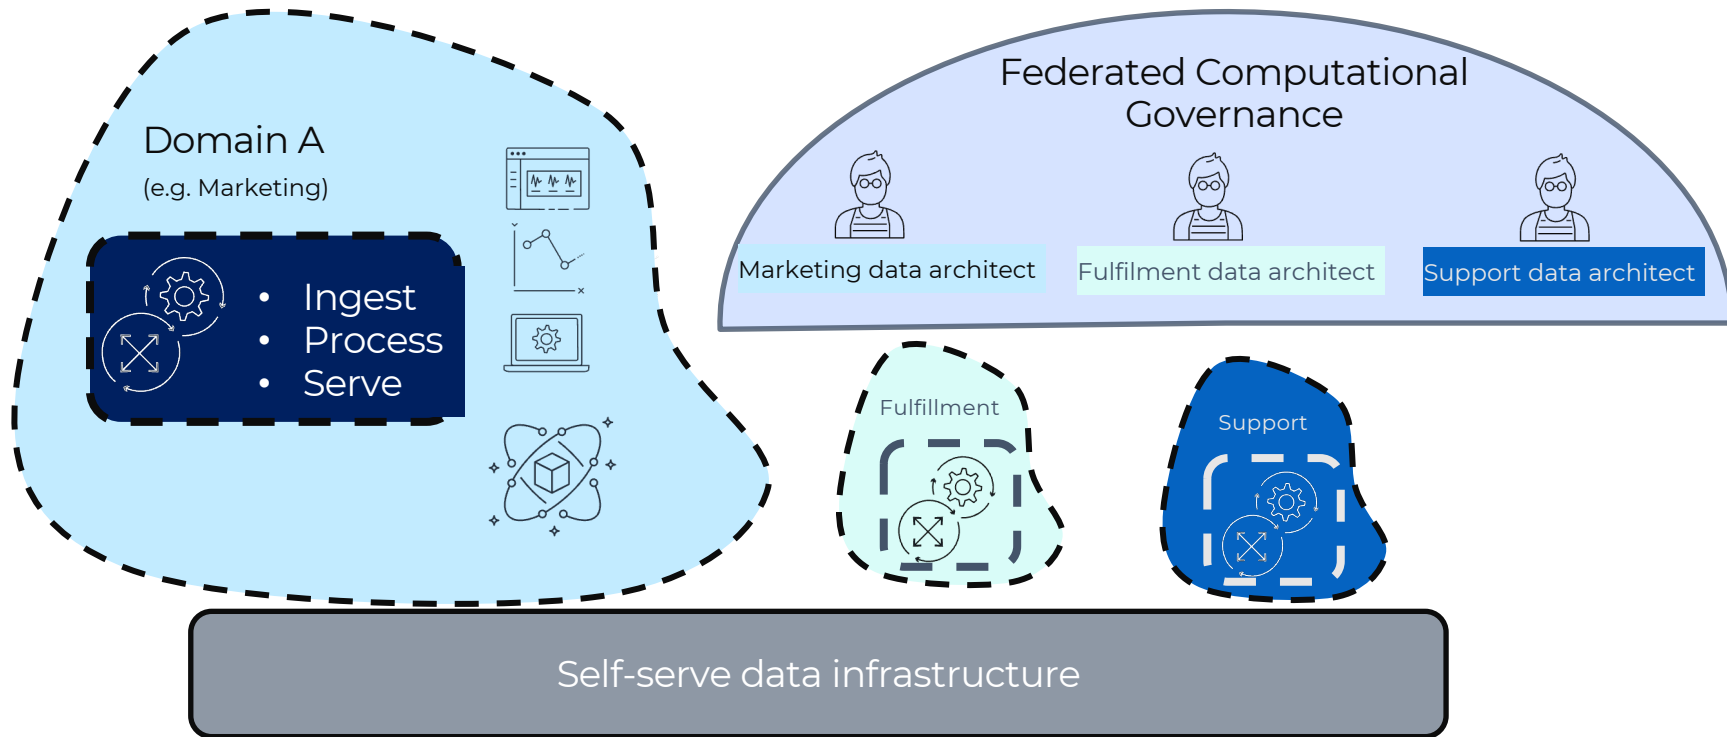 Domain A
(e.g. Marketing)
• Ingest
• Process
• Serve
Federated Computational
Governance
Marketing data architect
Fulfilment data architect
Support data architect
Fulfillment
Support
Self-serve data infrastructure